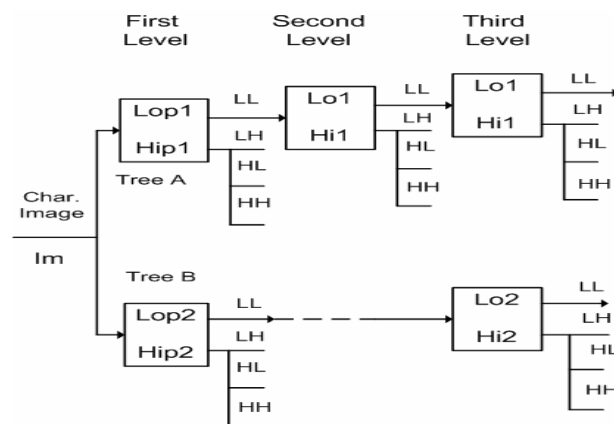 First Level
Second Level
Third Level
Lop1
Hip1
LL
LH
HL
HH
Tree A
Lo1
Hi1
LL
LH
HL
HH
Lo1
Hi1
LL
LH
HL
HH
Char.
Image
Im
Tree B
Lop2
Hip2
LL
LH
HL
HH
Lo2
Hi2
LL
LH
HL
HH